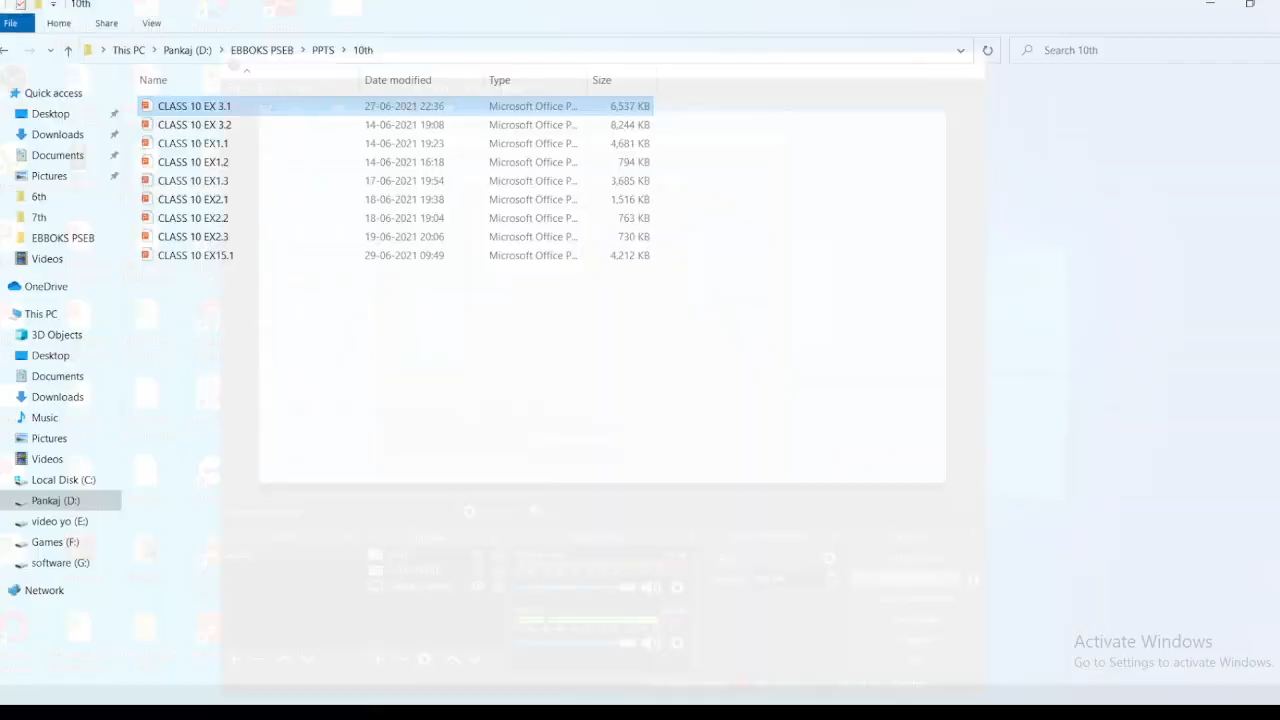 10th
File Home Share View
This PC > Pankaj (D:) > EBBOKS PSEB > PPTS > 10th
Search 10th
Name Date modified Type Size
Quick access
Desktop
Downloads
Documents
Pictures
6th
7th
EBBOKS PSEB
Videos
OneDrive
This PC
3D Objects
Desktop
Documents
Downloads
Music
Pictures
Videos
Local Disk (C:)
Pankaj (D:)
video yo (E:)
Games (F:)
software (G:)
Network
CLASS 10 EX 3.1 27-06-2021 22:36 Microsoft Office P... 6,537 KB
CLASS 10 EX 3.2 14-06-2021 19:08 Microsoft Office P... 8,244 KB
CLASS 10 EX1.1 14-06-2021 19:23 Microsoft Office P... 4,681 KB
CLASS 10 EX1.2 14-06-2021 16:18 Microsoft Office P... 794 KB
CLASS 10 EX1.3 17-06-2021 19:54 Microsoft Office P... 3,685 KB
CLASS 10 EX2.1 18-06-2021 19:38 Microsoft Office P... 1,516 KB
CLASS 10 EX2.2 18-06-2021 19:04 Microsoft Office P... 763 KB
CLASS 10 EX2.3 19-06-2021 20:06 Microsoft Office P... 730 KB
CLASS 10 EX15.1 29-06-2021 09:49 Microsoft Office P... 4,212 KB
Activate Windows
Go to Settings to activate Windows.